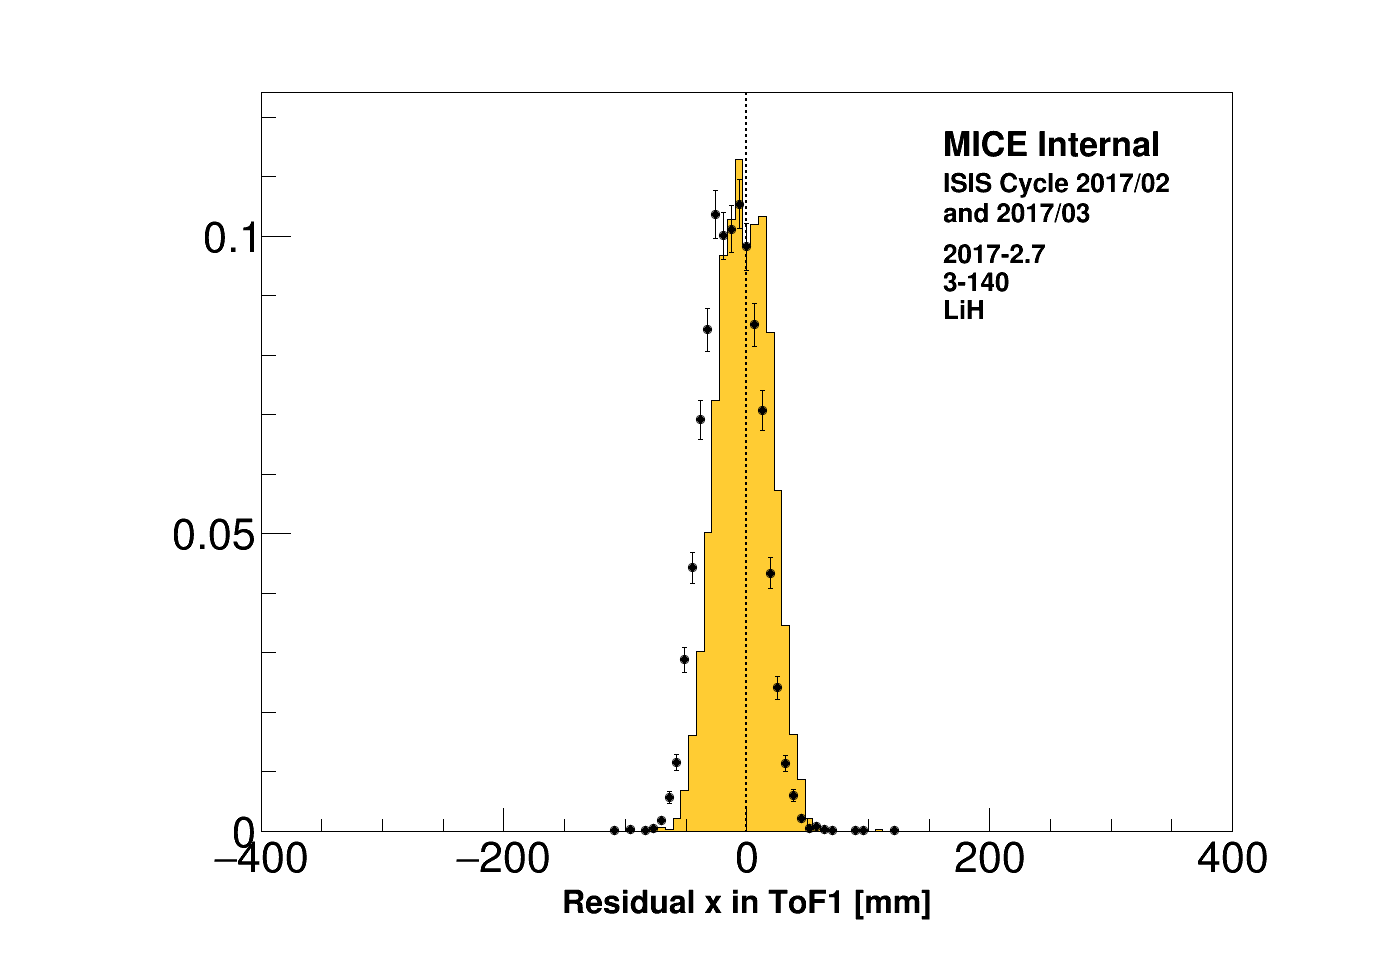 MICE Internal
ISIS Cycle 2017/02
and 2017/03
2017-2.7
3-140
LiH
0.1
0.05
0
−400 −200 0 200 400
Residual x in ToF1 [mm]